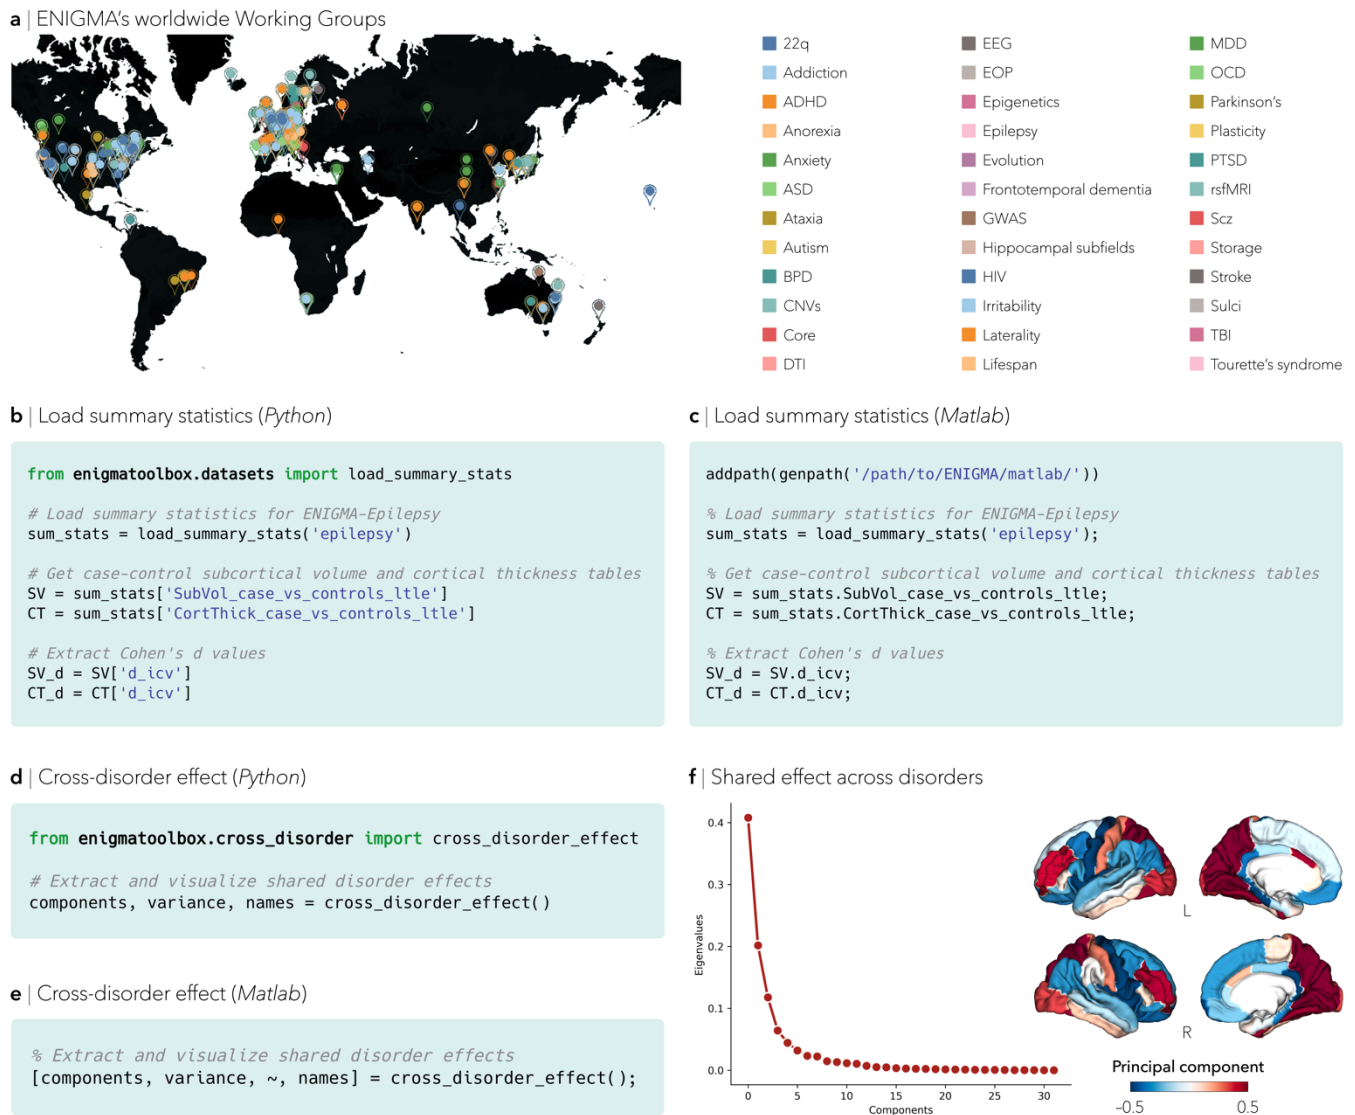 a | ENIGMA's worldwide Working Groups
22q
Addiction
ADHD
Anorexia
Anxiety
ASD
Ataxia
Autism
BPD
CNVs
Core
DTI
EEG
EOP
Epigenetics
Epilepsy
Evolution
Frontotemporal dementia
GWAS
Hippocampal subfields
HIV
Irritability
Laterality
Lifespan
MDD
OCD
Parkinson's
Plasticity
PTSD
rsfMRI
Scz
Storage
Stroke
Sulci
TBI
Tourette's syndrome
b | Load summary statistics (Python)
from enigmatoolbox.datasets import load_summary_stats
# Load summary statistics for ENIGMA-Epilepsy
sum_stats = load_summary_stats('epilepsy')
# Get case-control subcortical volume and cortical thickness tables
SV = sum_stats['SubVol_case_vs_controls_ltle']
CT = sum_stats['CortThick_case_vs_controls_ltle']
# Extract Cohen's d values
SV_d = SV['d_icv']
CT_d = CT['d_icv']
c | Load summary statistics (Matlab)
addpath(genpath('/path/to/ENIGMA/matlab/'))
% Load summary statistics for ENIGMA-Epilepsy
sum_stats = load_summary_stats('epilepsy');
% Get case-control subcortical volume and cortical thickness tables
SV = sum_stats.SubVol_case_vs_controls_ltle;
CT = sum_stats.CortThick_case_vs_controls_ltle;
% Extract Cohen's d values
SV_d = SV.d_icv;
CT_d = CT.d_icv;
d | Cross-disorder effect (Python)
from enigmatoolbox.cross_disorder import cross_disorder_effect
# Extract and visualize shared disorder effects
components, variance, names = cross_disorder_effect()
e | Cross-disorder effect (Matlab)
% Extract and visualize shared disorder effects
[components, variance, ~, names] = cross_disorder_effect();
f | Shared effect across disorders
Eigenvalues
0.4
0.3
0.2
0.1
0.0
0 5 10 15 20 25 30
Components
L
R
Principal component
-0.5 0.5